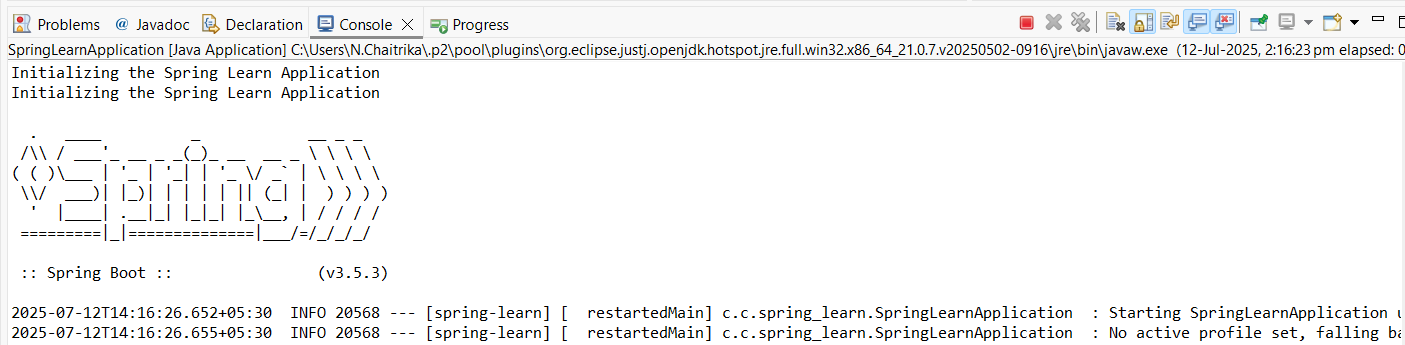 Problems @ Javadoc Declaration Console Progress
SpringLearnApplication [Java Application] C:\Users\N.Chaitrika\.p2\pool\plugins\org.eclipse.justj.openjdk.hotspot.jre.full.win32.x86_64_21.0.7.v20250502-0916\jre\bin\javaw.exe (12-Jul-2025, 2:16:23 pm elapsed: 0
Initializing the Spring Learn Application
Initializing the Spring Learn Application

  .   ____          _            __ _ _
 /\\ / ___'_ __ _ _(_)_ __  __ _ \ \ \ \
( ( )\___ | '_ | '_| | '_ \/ _` | \ \ \ \
 \\/  ___)| |_)| | | | | || (_| |  ) ) ) )
  '  |____| .__|_| |_|_| |_\__, | / / / /
 =========|_|==============|___/=/_/_/_/

 :: Spring Boot ::                (v3.5.3)

2025-07-12T14:16:26.652+05:30  INFO 20568 --- [spring-learn] [  restartedMain] c.c.spring_learn.SpringLearnApplication  : Starting SpringLearnApplication u
2025-07-12T14:16:26.655+05:30  INFO 20568 --- [spring-learn] [  restartedMain] c.c.spring_learn.SpringLearnApplication  : No active profile set, falling ba